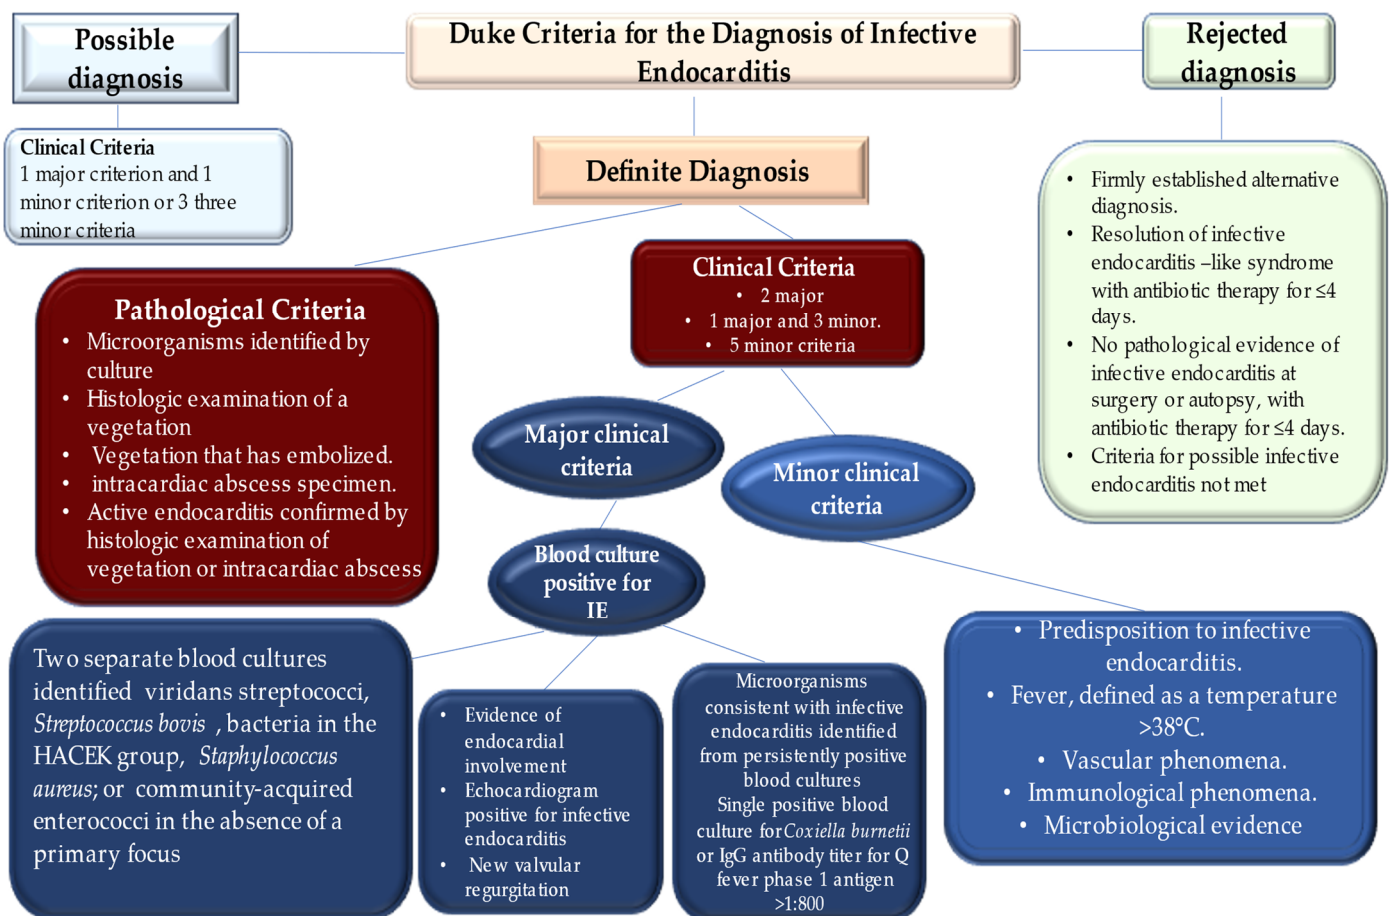 Possible
diagnosis
Duke Criteria for the Diagnosis of Infective
Endocarditis
Rejected
diagnosis
Clinical Criteria
1 major criterion and 1
minor criterion or 3 three
minor criteria
Definite Diagnosis
• Firmly established alternative
diagnosis.
• Resolution of infective
endocarditis –like syndrome
with antibiotic therapy for ≤4
days.
• No pathological evidence of
infective endocarditis at
surgery or autopsy, with
antibiotic therapy for ≤4 days.
• Criteria for possible infective
endocarditis not met
Pathological Criteria
• Microorganisms identified by
culture
• Histologic examination of a
vegetation
• Vegetation that has embolized.
• intracardiac abscess specimen.
• Active endocarditis confirmed by
histologic examination of
vegetation or intracardiac abscess
Clinical Criteria
• 2 major
• 1 major and 3 minor.
• 5 minor criteria
Major clinical
criteria
Minor clinical
criteria
Blood culture
positive for
IE
Two separate blood cultures
identified viridans streptococci,
Streptococcus bovis , bacteria in the
HACEK group, Staphylococcus
aureus; or community-acquired
enterococci in the absence of a
primary focus
• Evidence of
endocardial
involvement
• Echocardiogram
positive for infective
endocarditis
• New valvular
regurgitation
Microorganisms
consistent with infective
endocarditis identified
from persistently positive
blood cultures
Single positive blood
culture for Coxiella burnetii
or IgG antibody titer for Q
fever phase 1 antigen
>1:800
• Predisposition to infective
endocarditis.
• Fever, defined as a temperature
>38°C.
• Vascular phenomena.
• Immunological phenomena.
• Microbiological evidence